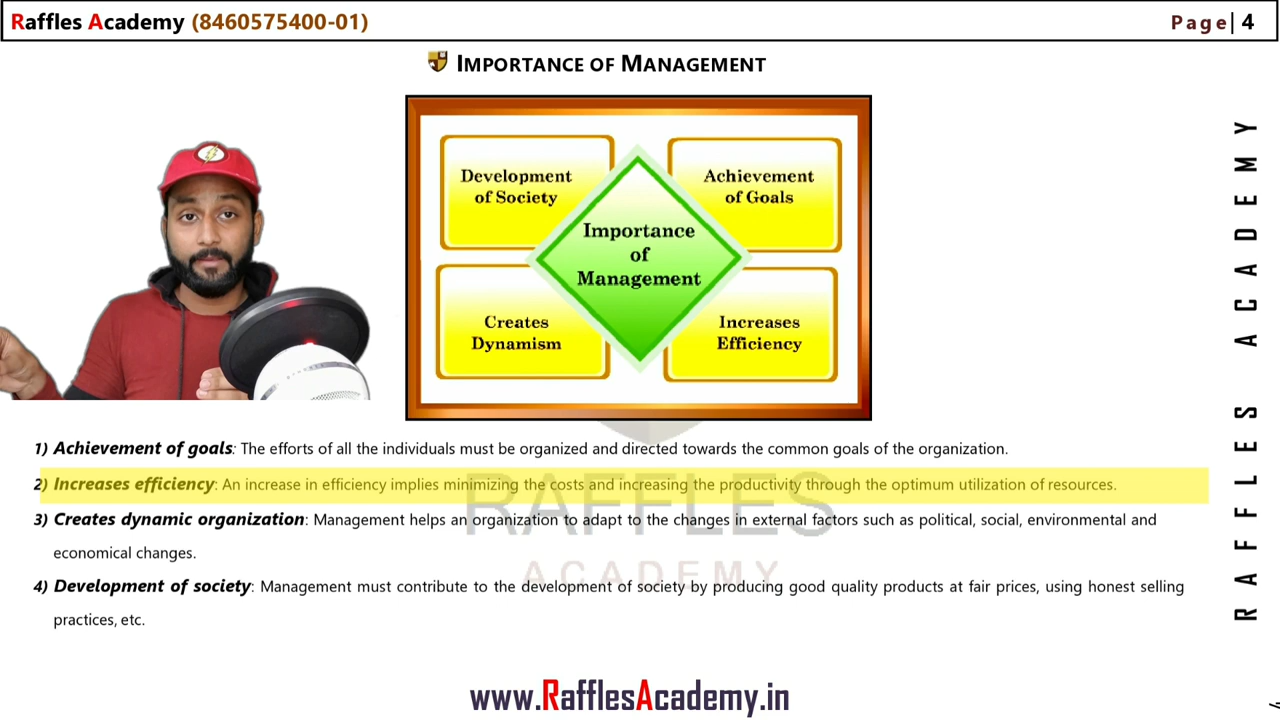 Raffles Academy (8460575400-01)
Page| 4
IMPORTANCE OF MANAGEMENT
Development
of Society
Achievement
of Goals
Importance
of
Management
Creates
Dynamism
Increases
Efficiency
1) Achievement of goals: The efforts of all the individuals must be organized and directed towards the common goals of the organization.
2) Increases efficiency: An increase in efficiency implies minimizing the costs and increasing the productivity through the optimum utilization of resources.
3) Creates dynamic organization: Management helps an organization to adapt to the changes in external factors such as political, social, environmental and
economical changes.
4) Development of society: Management must contribute to the development of society by producing good quality products at fair prices, using honest selling
practices, etc.
RAFFLES
ACADEMY
RAFFLES ACADEMY
www.RafflesAcademy.in